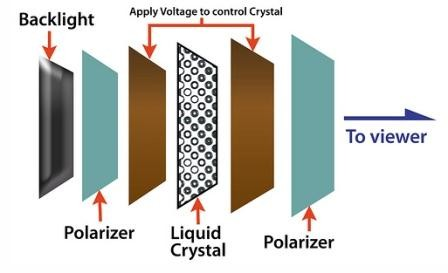 Backlight
Apply Voltage to control Crystal
To viewer
Polarizer
Liquid
Crystal
Polarizer